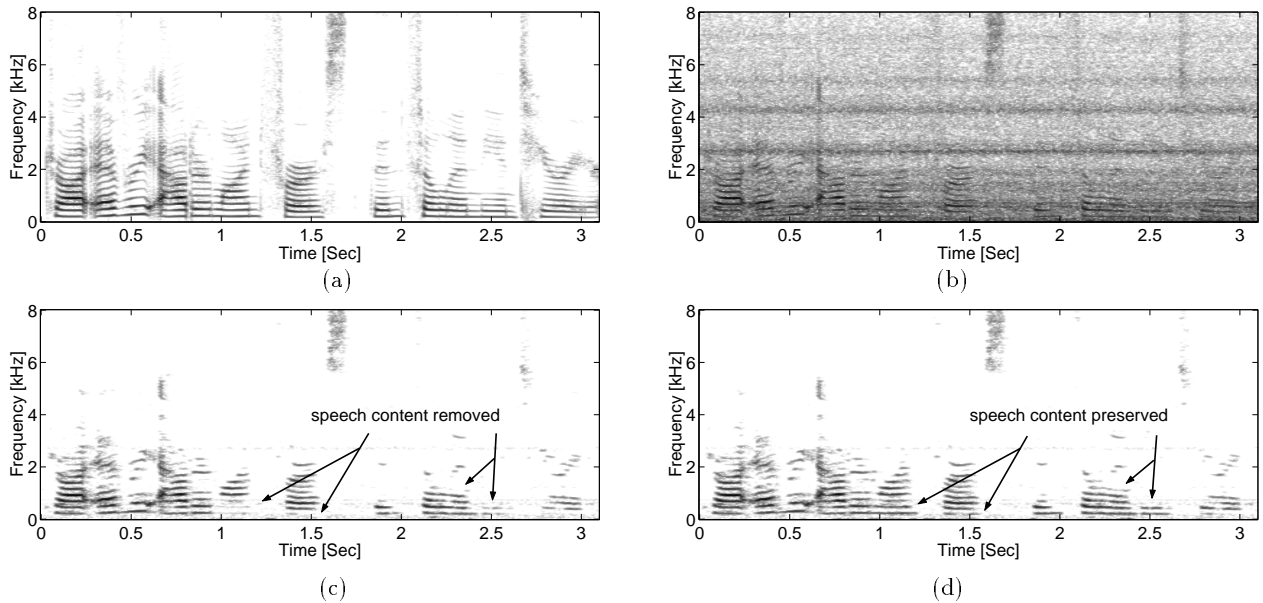 8
6
4
2
0
Frequency [kHz]
0 0.5 1 1.5 2 2.5 3
Time [Sec]
(a)
8
6
4
2
0
Frequency [kHz]
0 0.5 1 1.5 2 2.5 3
Time [Sec]
(b)
8
6
4
2
0
Frequency [kHz]
speech content removed
0 0.5 1 1.5 2 2.5 3
Time [Sec]
(c)
8
6
4
2
0
Frequency [kHz]
speech content preserved
0 0.5 1 1.5 2 2.5 3
Time [Sec]
(d)